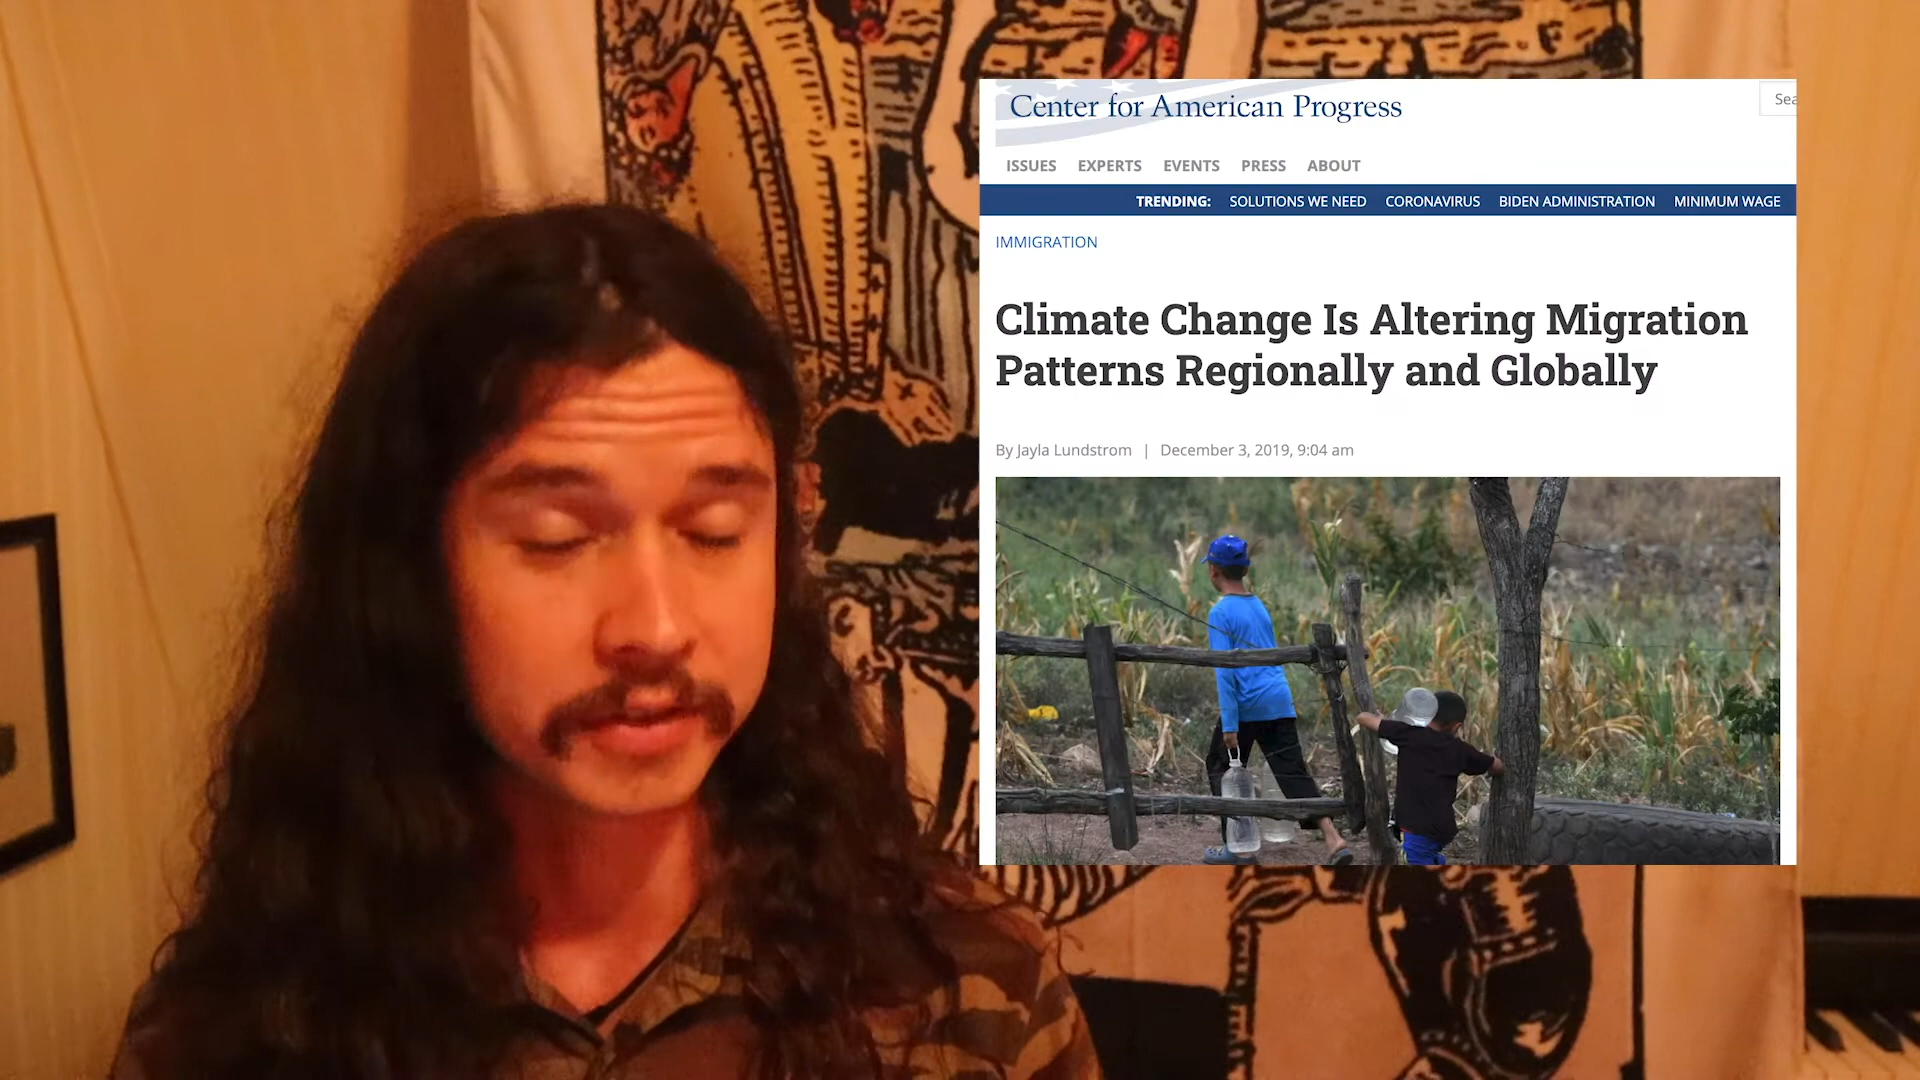 Center for American Progress
Sea
ISSUES EXPERTS EVENTS PRESS ABOUT
TRENDING: SOLUTIONS WE NEED CORONAVIRUS BIDEN ADMINISTRATION MINIMUM WAGE
IMMIGRATION
Climate Change Is Altering Migration
Patterns Regionally and Globally
By Jayla Lundstrom | December 3, 2019, 9:04 am